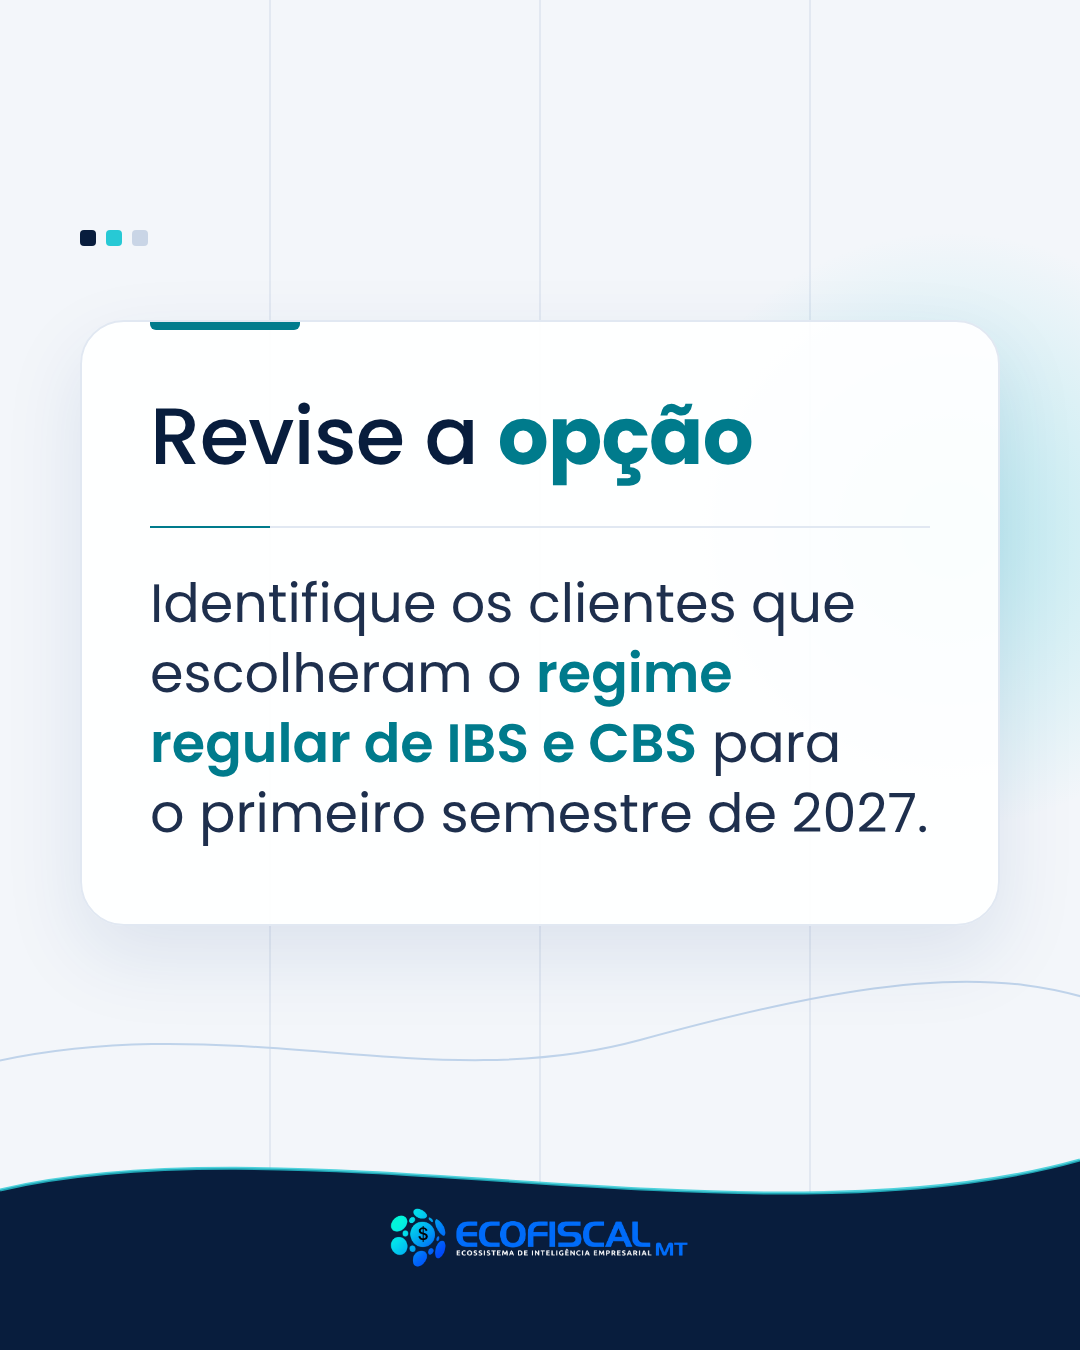 Revise a opção
Identifique os clientes que
escolheram o regime
regular de IBS e CBS para
o primeiro semestre de 2027.
$
ECOFISCAL
ECOSSISTEMA DE INTELIGÊNCIA EMPRESARIAL MT